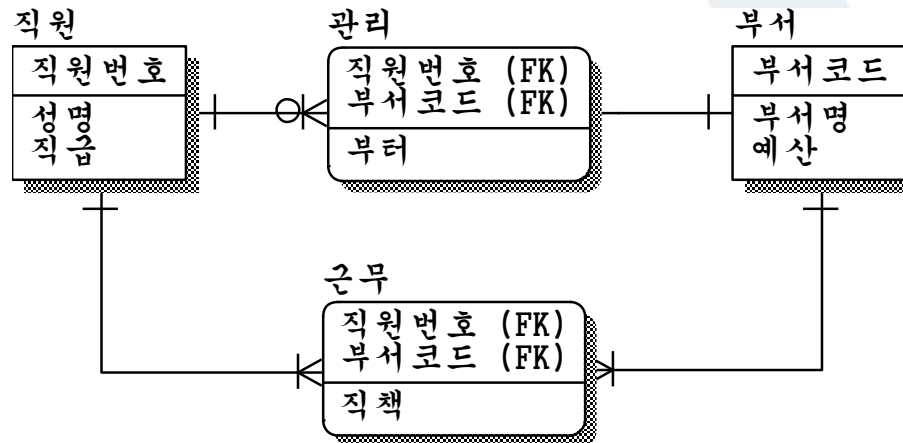 직원
직원번호
성명
직급
관리
직원번호 (FK)
부서코드 (FK)
부터
부서
부서코드
부서명
예산
근무
직원번호 (FK)
부서코드 (FK)
직책